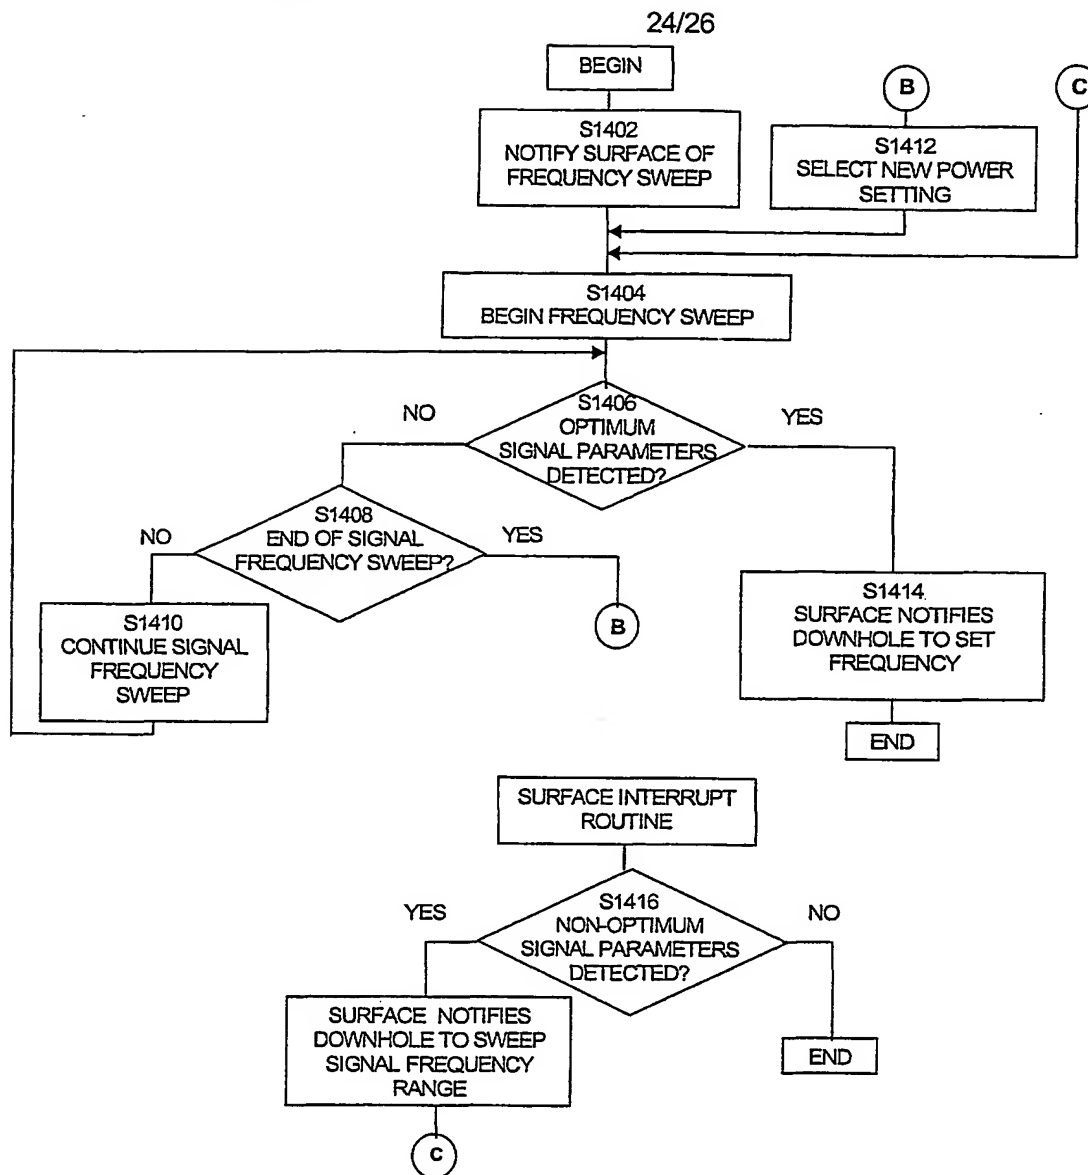 24/26
BEGIN
B
C
S1402
NOTIFY SURFACE OF
FREQUENCY SWEEP
S1412
SELECT NEW POWER
SETTING
S1404
BEGIN FREQUENCY SWEEP
NO
S1406
OPTIMUM
SIGNAL PARAMETERS
DETECTED?
YES
NO
S1408
END OF SIGNAL
FREQUENCY SWEEP?
YES
S1410
CONTINUE SIGNAL
FREQUENCY
SWEEP
B
S1414
SURFACE NOTIFIES
DOWNHOLE TO SET
FREQUENCY
END
SURFACE INTERRUPT
ROUTINE
YES
S1416
NON-OPTIMUM
SIGNAL PARAMETERS
DETECTED?
NO
SURFACE NOTIFIES
DOWNHOLE TO SWEEP
SIGNAL FREQUENCY
RANGE
END
C